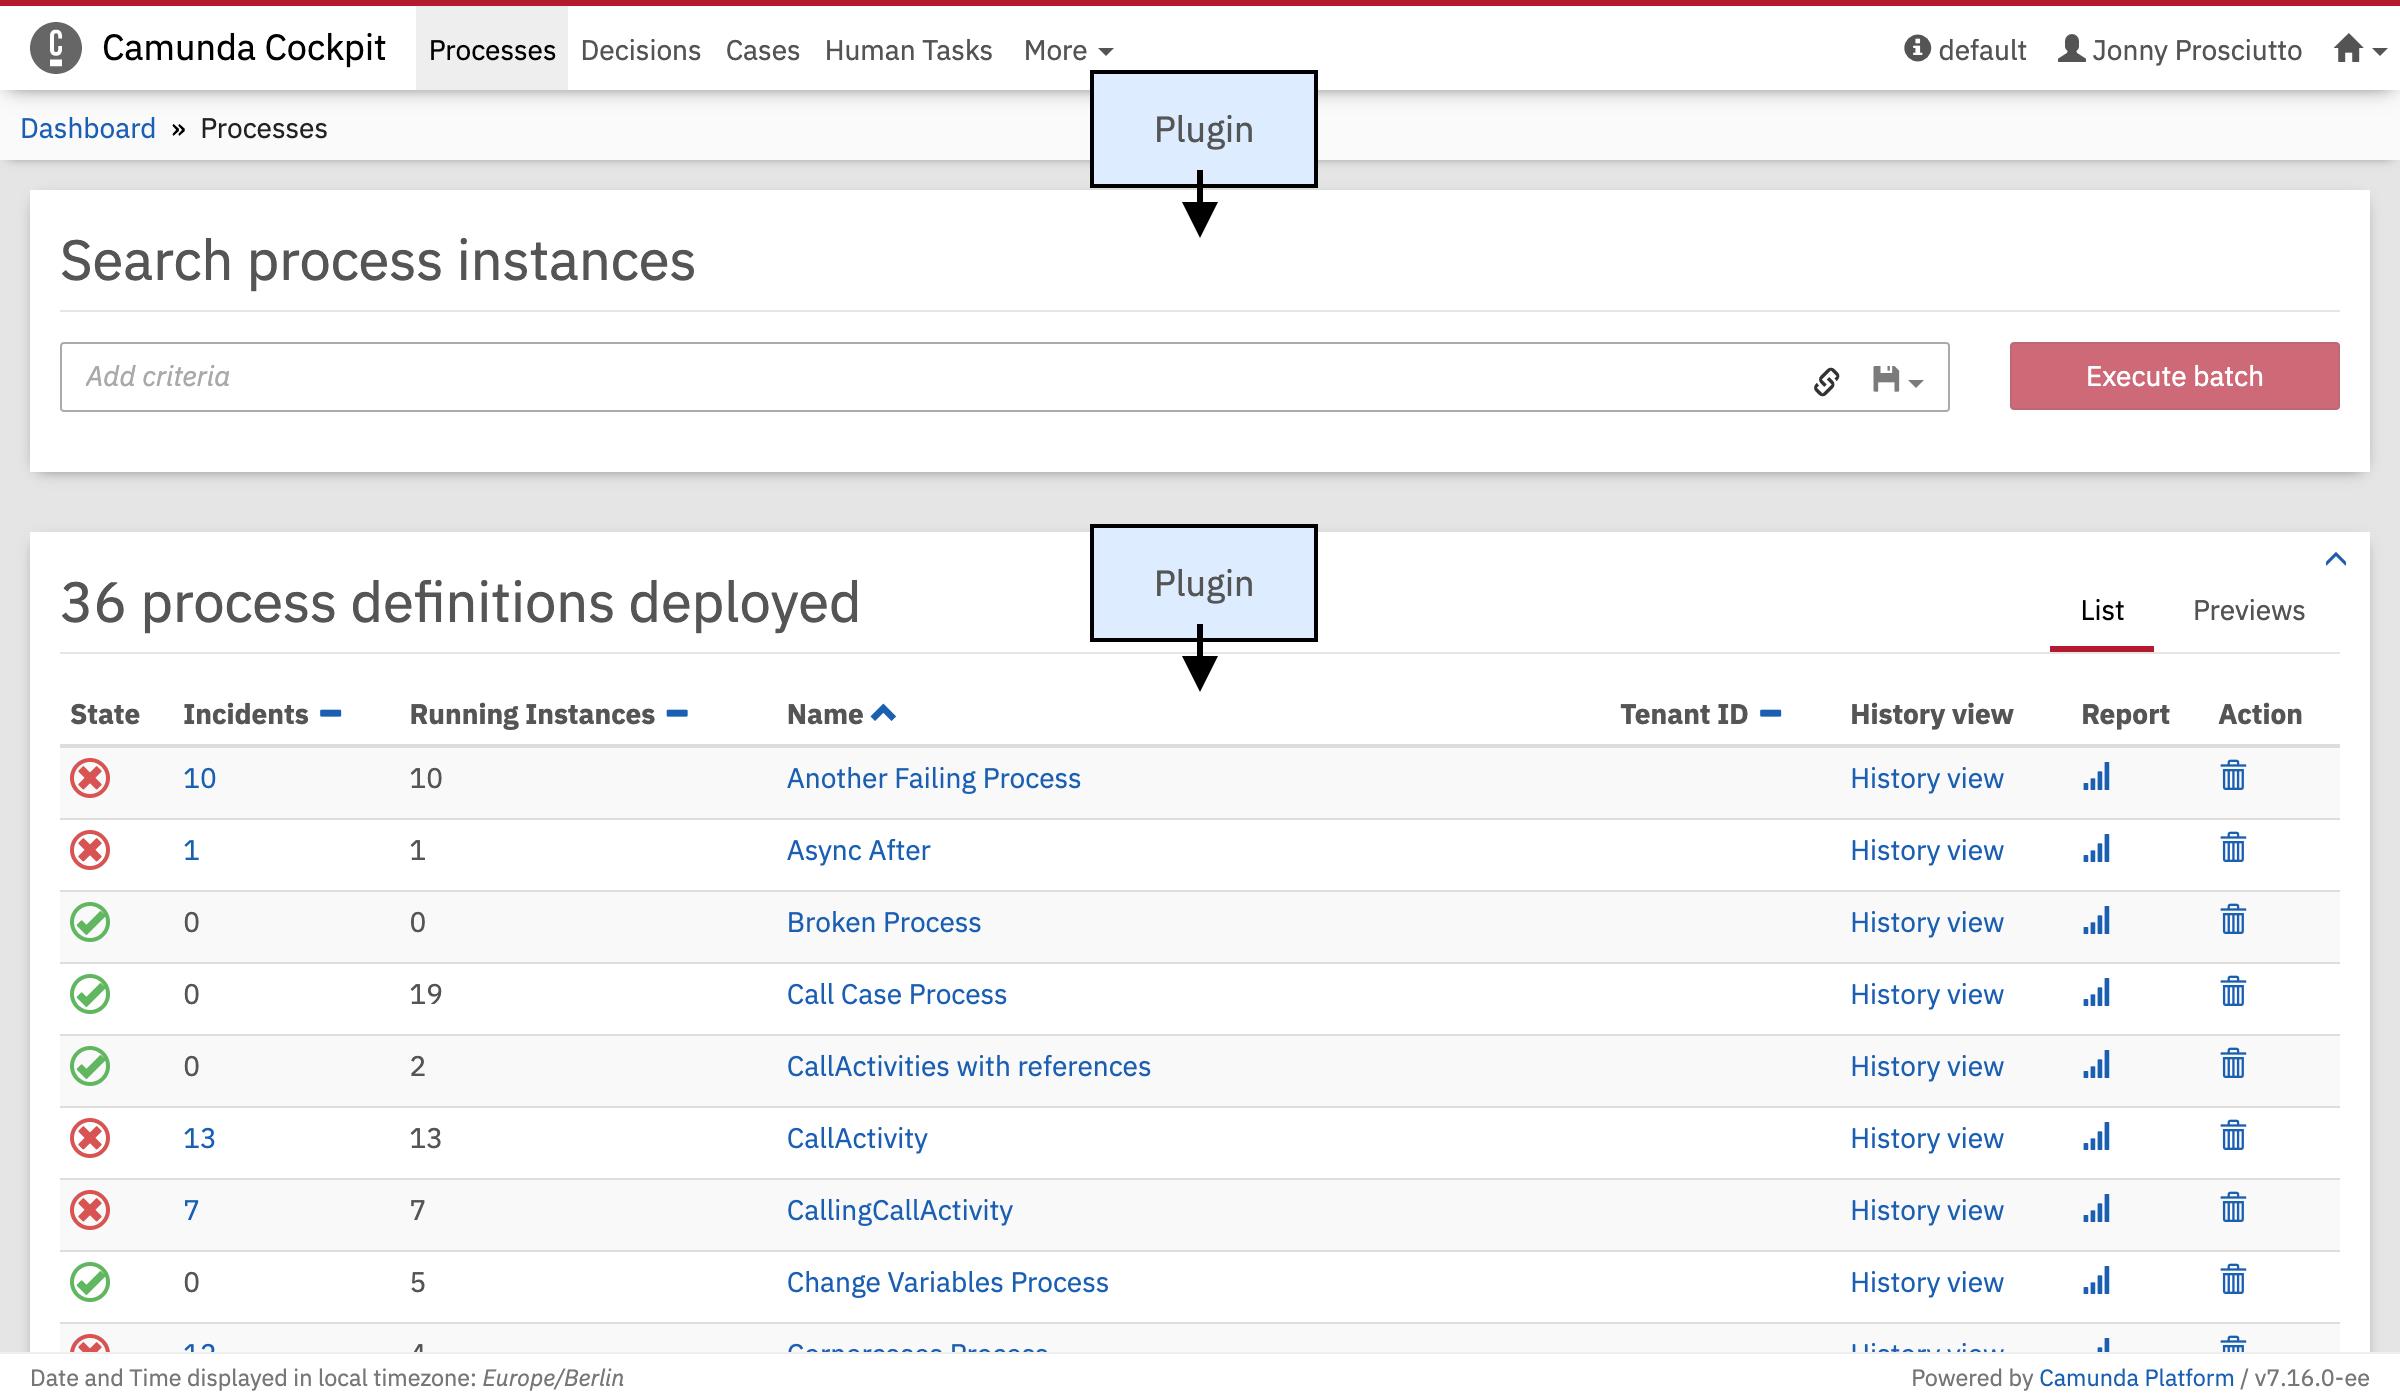 Camunda Cockpit Processes Decisions Cases Human Tasks More default Jonny Prosciutto
Dashboard » Processes
Plugin
Search process instances
Add criteria Execute batch
Plugin
36 process definitions deployed
List Previews
State Incidents Running Instances Name Tenant ID History view Report Action
10 10 Another Failing Process History view
1 1 Async After History view
0 0 Broken Process History view
0 19 Call Case Process History view
0 2 CallActivities with references History view
13 13 CallActivity History view
7 7 CallingCallActivity History view
0 5 Change Variables Process History view
Date and Time displayed in local timezone: Europe/Berlin Powered by Camunda Platform / v7.16.0-ee